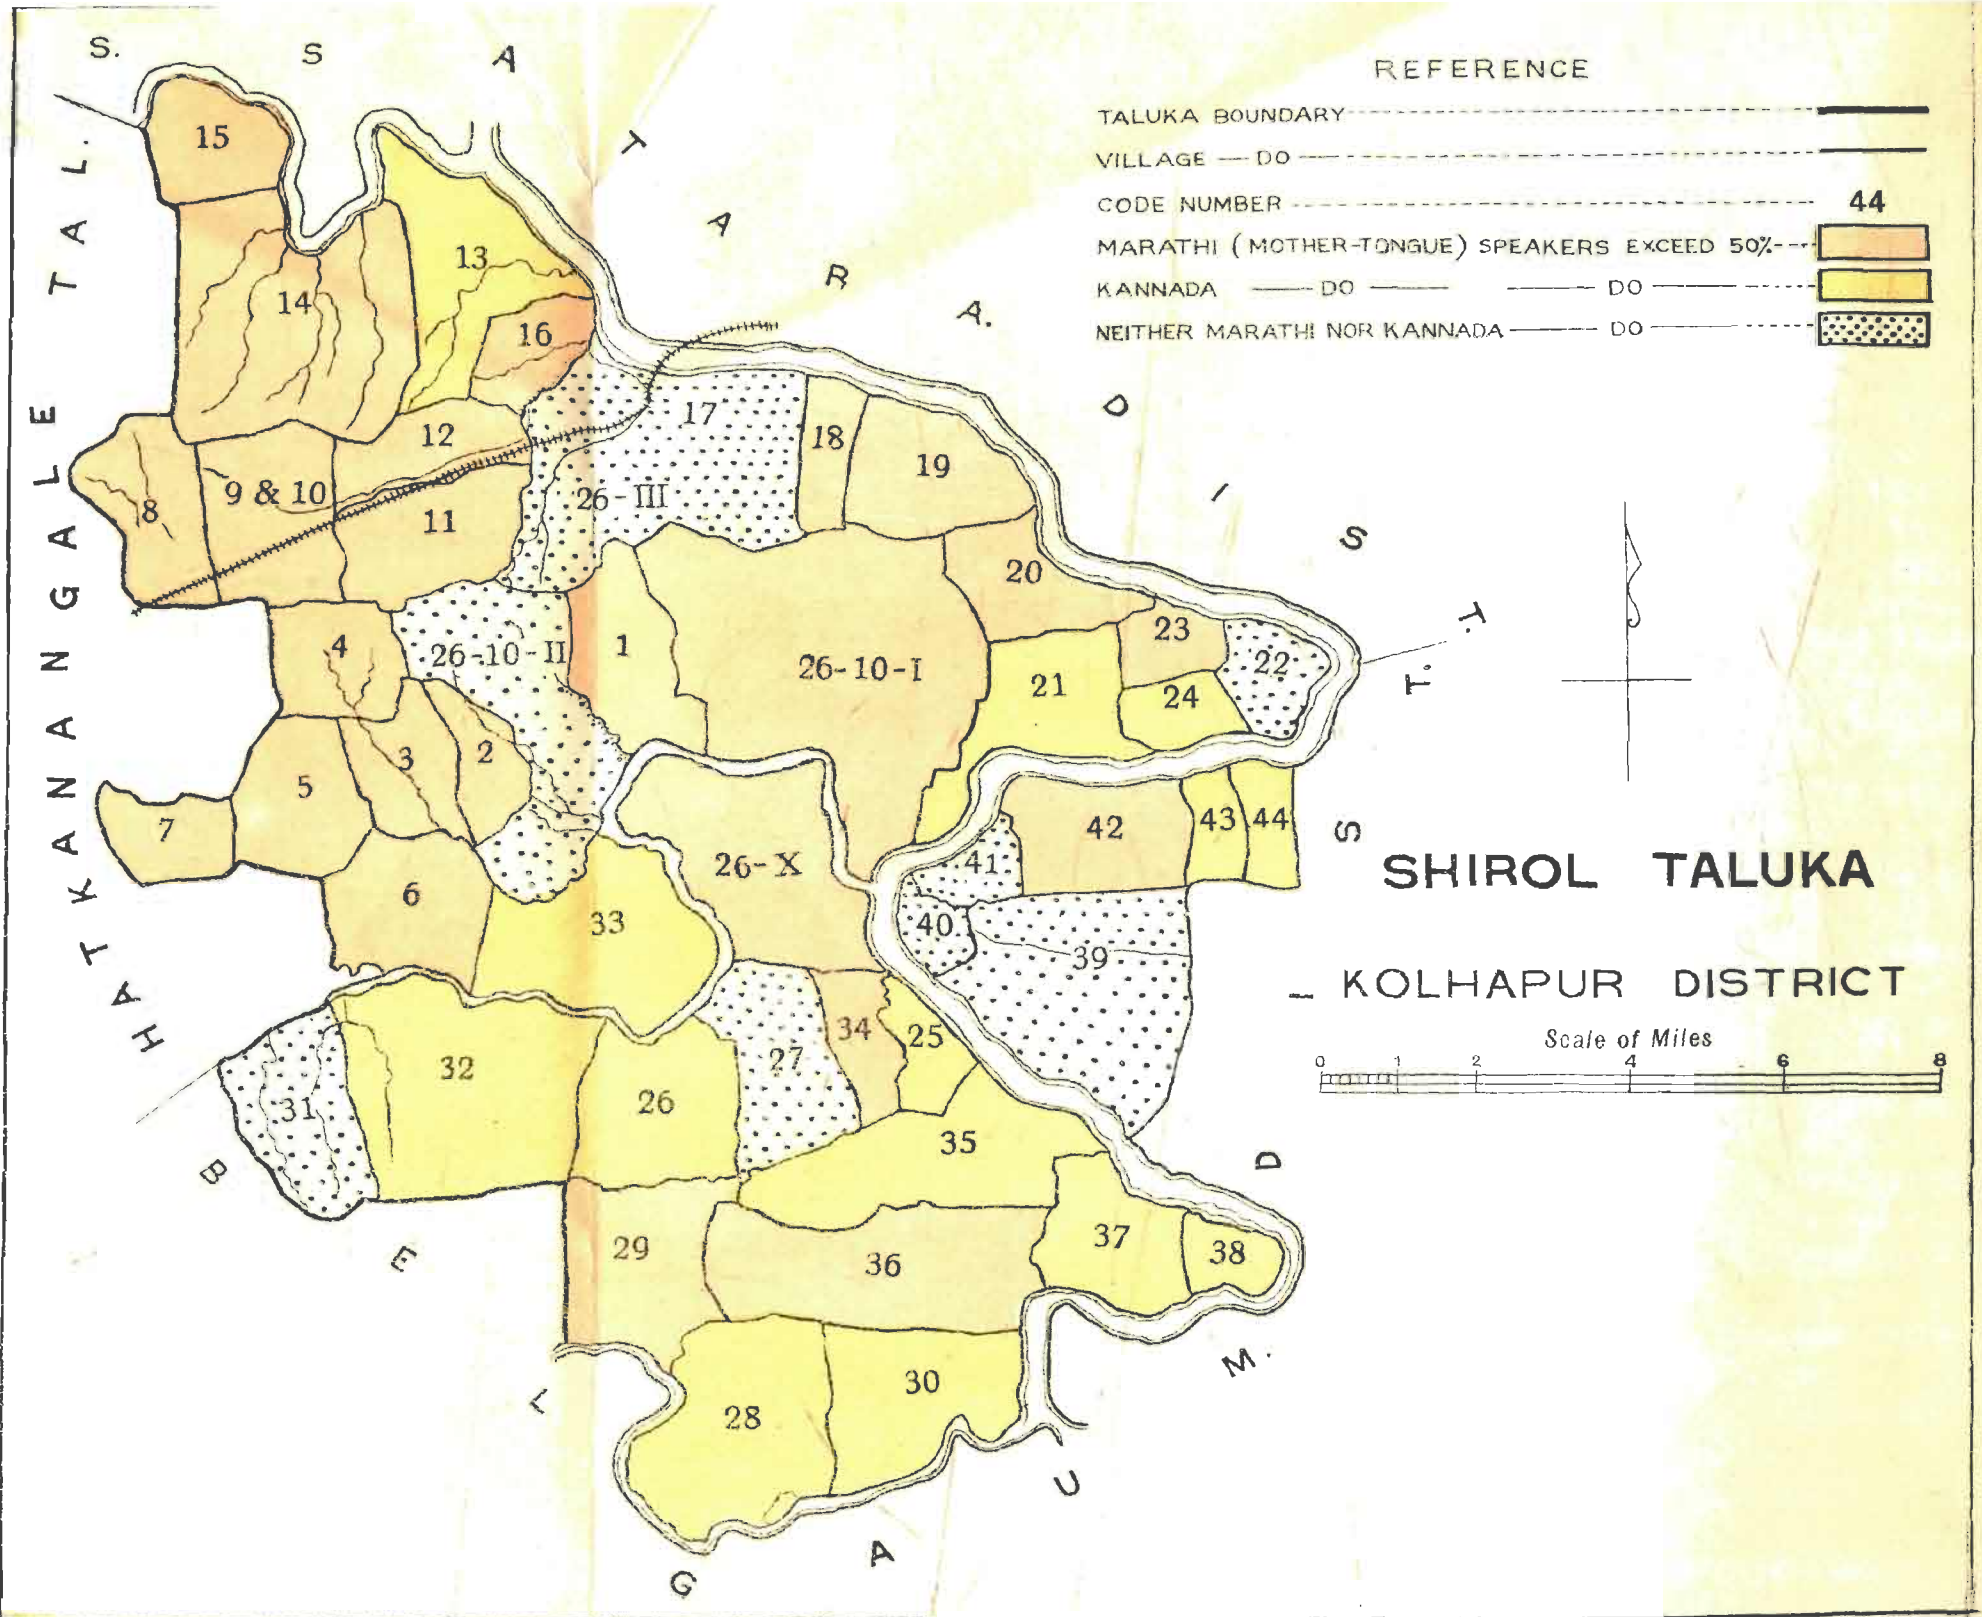 REFERENCE
TALUKA BOUNDARY
VILLAGE — DO —
CODE NUMBER 44
MARATHI (MOTHER-TONGUE) SPEAKERS EXCEED 50%
KANNADA — DO — — DO —
NEITHER MARATHI NOR KANNADA — DO —
S. SATARA. DIST.
HATKANANGALE TAL.
BELGAUM. DIST.
15
13
14
16
17
12
18
19
8
9 & 10
11
26-III
20
4
26-10-II
1
26-10-I
23
22
21
24
5
3
2
7
6
26-X
42
43
44
41
33
40
39
34
25
27
32
31
26
35
29
36
37
38
28
30
SHIROL TALUKA
KOLHAPUR DISTRICT
Scale of Miles
0 1 2 4 6 8